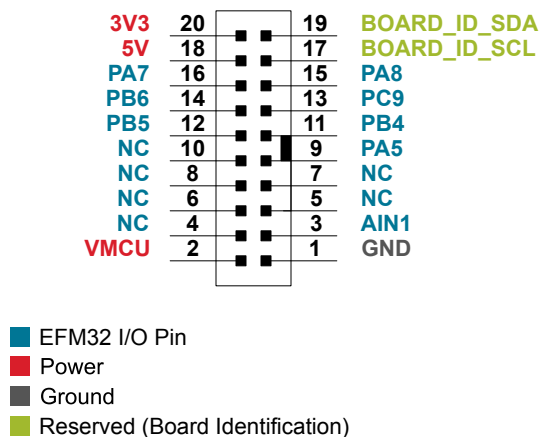 3V3 20 19 BOARD_ID_SDA
5V 18 17 BOARD_ID_SCL
PA7 16 15 PA8
PB6 14 13 PC9
PB5 12 11 PB4
NC 10 9 PA5
NC 8 7 NC
NC 6 5 NC
NC 4 3 AIN1
VMCU 2 1 GND
EFM32 I/O Pin
Power
Ground
Reserved (Board Identification)